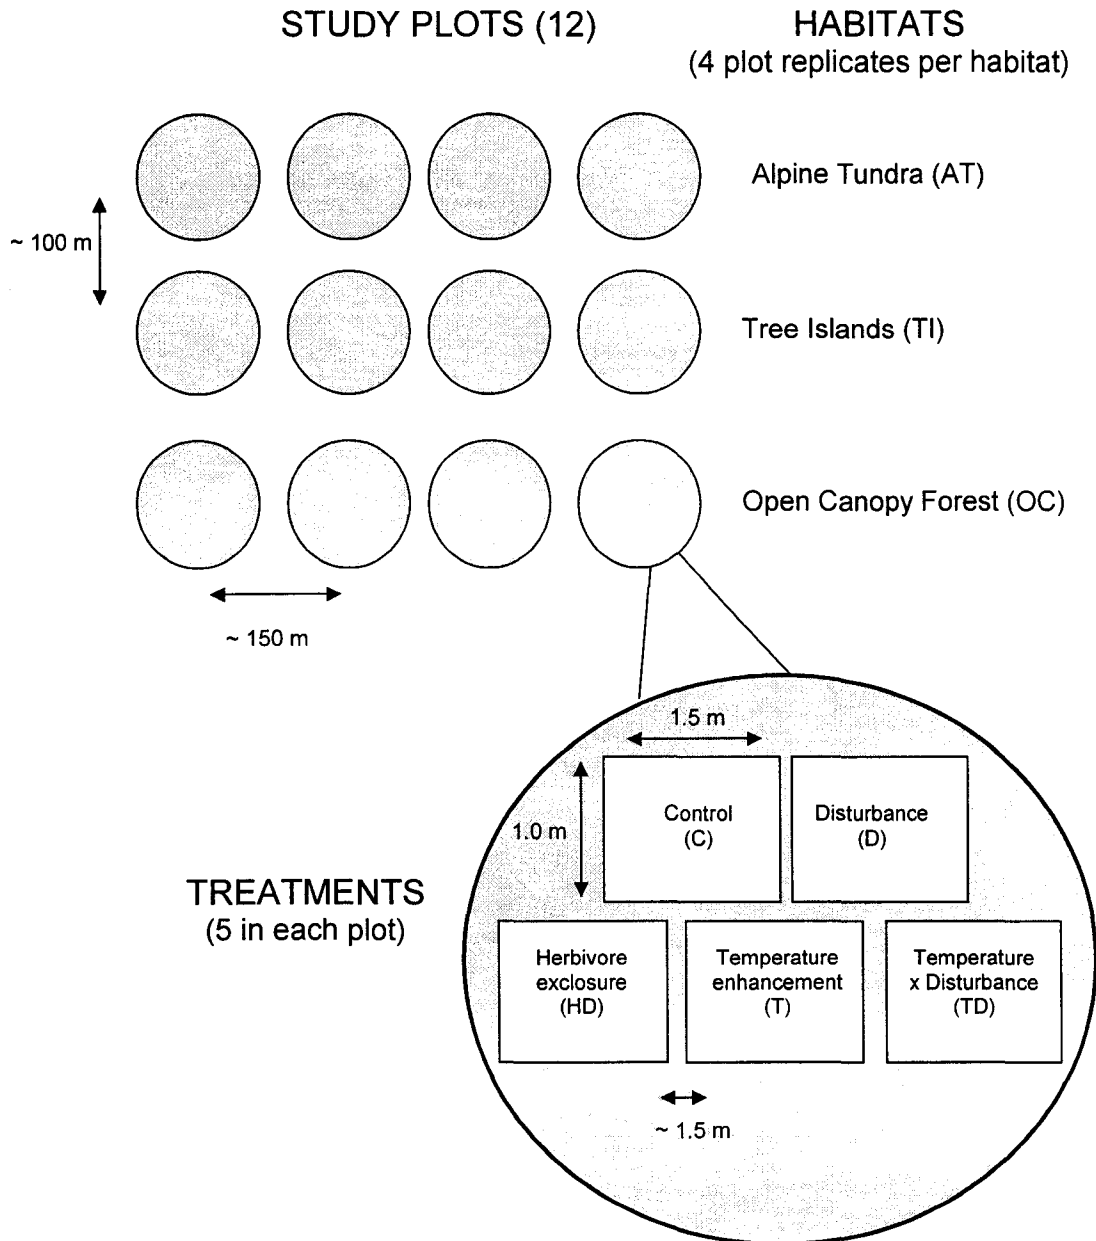 STUDY PLOTS (12)
HABITATS
(4 plot replicates per habitat)
Alpine Tundra (AT)
~ 100 m
Tree Islands (TI)
Open Canopy Forest (OC)
~ 150 m
1.5 m
1.0 m
Control
(C)
Disturbance
(D)
TREATMENTS
(5 in each plot)
Herbivore
exclosure
(HD)
Temperature
enhancement
(T)
Temperature
x Disturbance
(TD)
~ 1.5 m